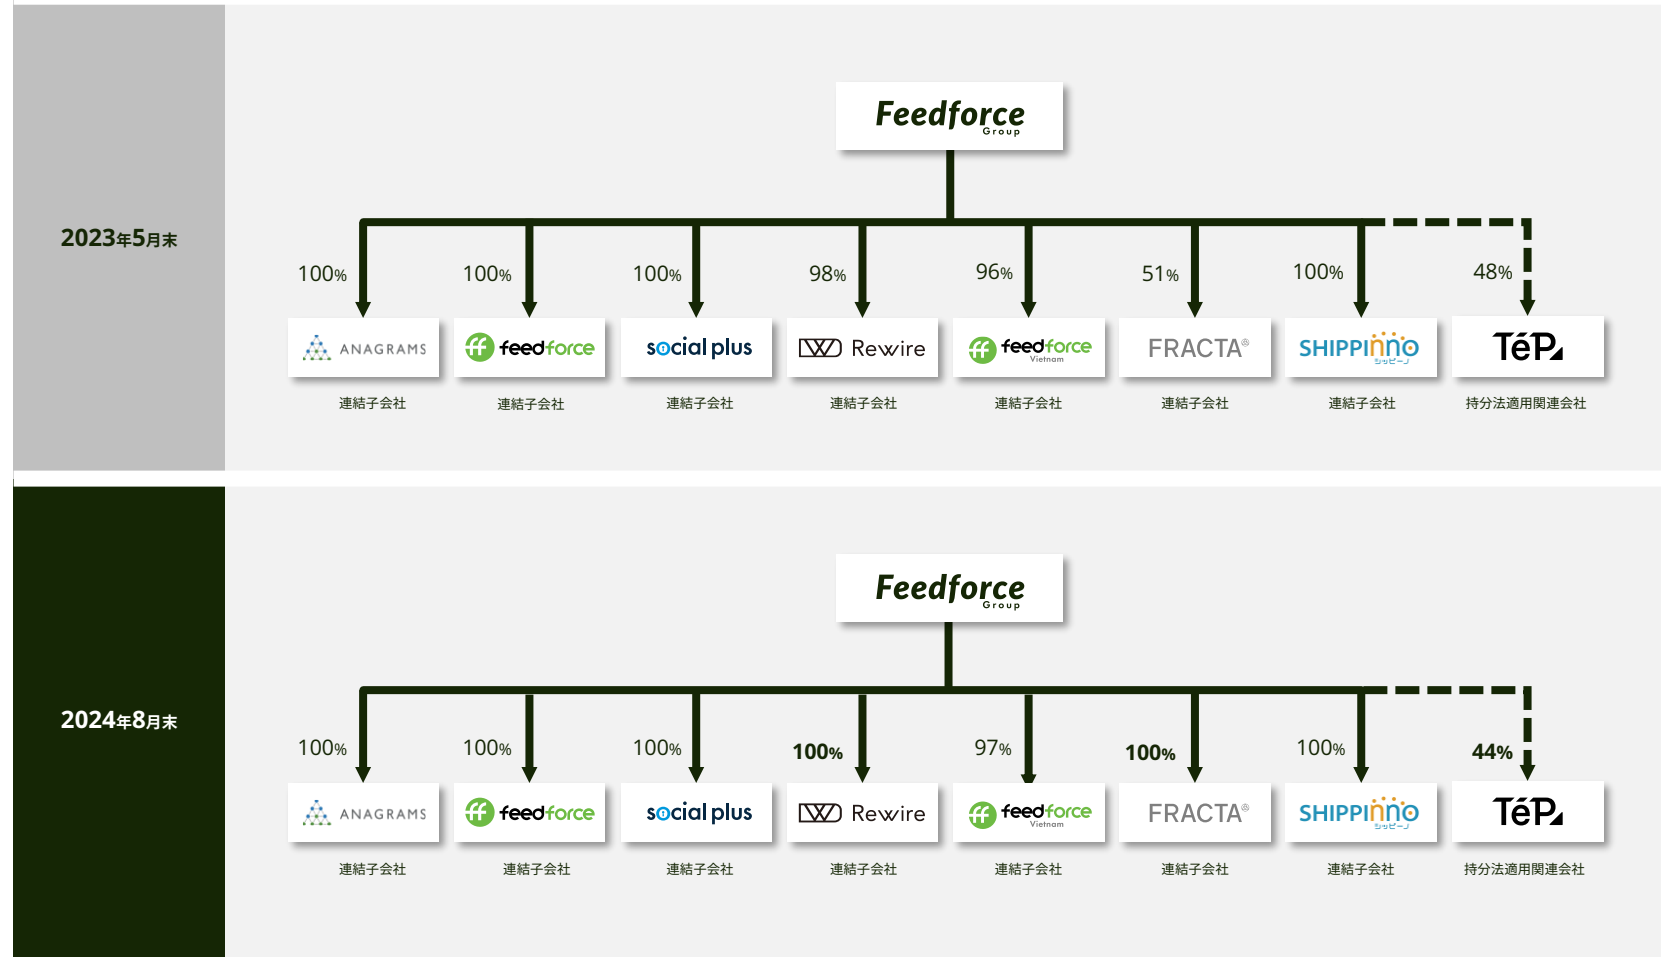 2023年5月末
Feedforce
Group
100%
100%
100%
98%
96%
51%
100%
48%
ANAGRAMS
feedforce
social plus
Rewire
feedforce
Vietnam
FRACTA
SHIPPInno
シッピーノ
TéP
連結子会社
連結子会社
連結子会社
連結子会社
連結子会社
連結子会社
連結子会社
持分法適用関連会社
2024年8月末
Feedforce
Group
100%
100%
100%
100%
97%
100%
100%
44%
ANAGRAMS
feedforce
social plus
Rewire
feedforce
Vietnam
FRACTA
SHIPPInno
シッピーノ
TéP
連結子会社
連結子会社
連結子会社
連結子会社
連結子会社
連結子会社
連結子会社
持分法適用関連会社